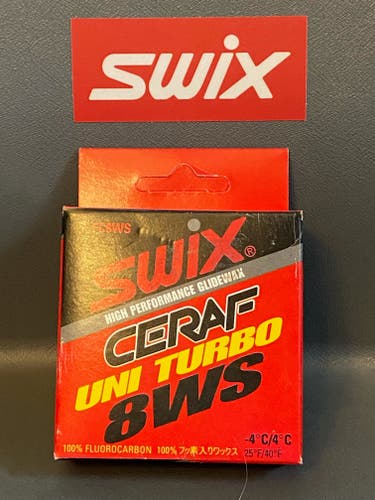 SWIX
SWIX®
HIGH PERFORMANCE GLIDEWAX
CERAF
UNI TURBO
8WS
100% FLUOROCARBON 100% フッ素入りワックス
-4°C/4°C
25°F/40°F